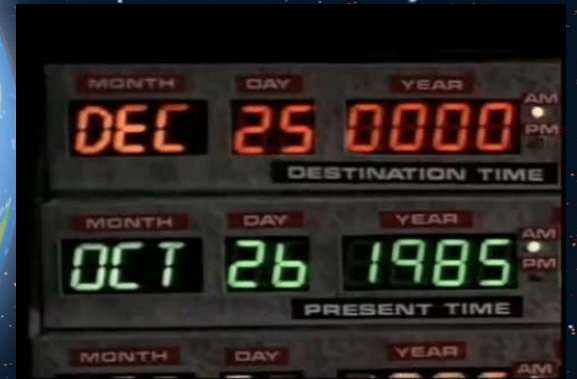 MONTH DAY YEAR
AM
DEC 25 0000
PM
DESTINATION TIME
MONTH DAY YEAR
AM
OCT 26 1985
PM
PRESENT TIME
MONTH DAY YEAR
AM